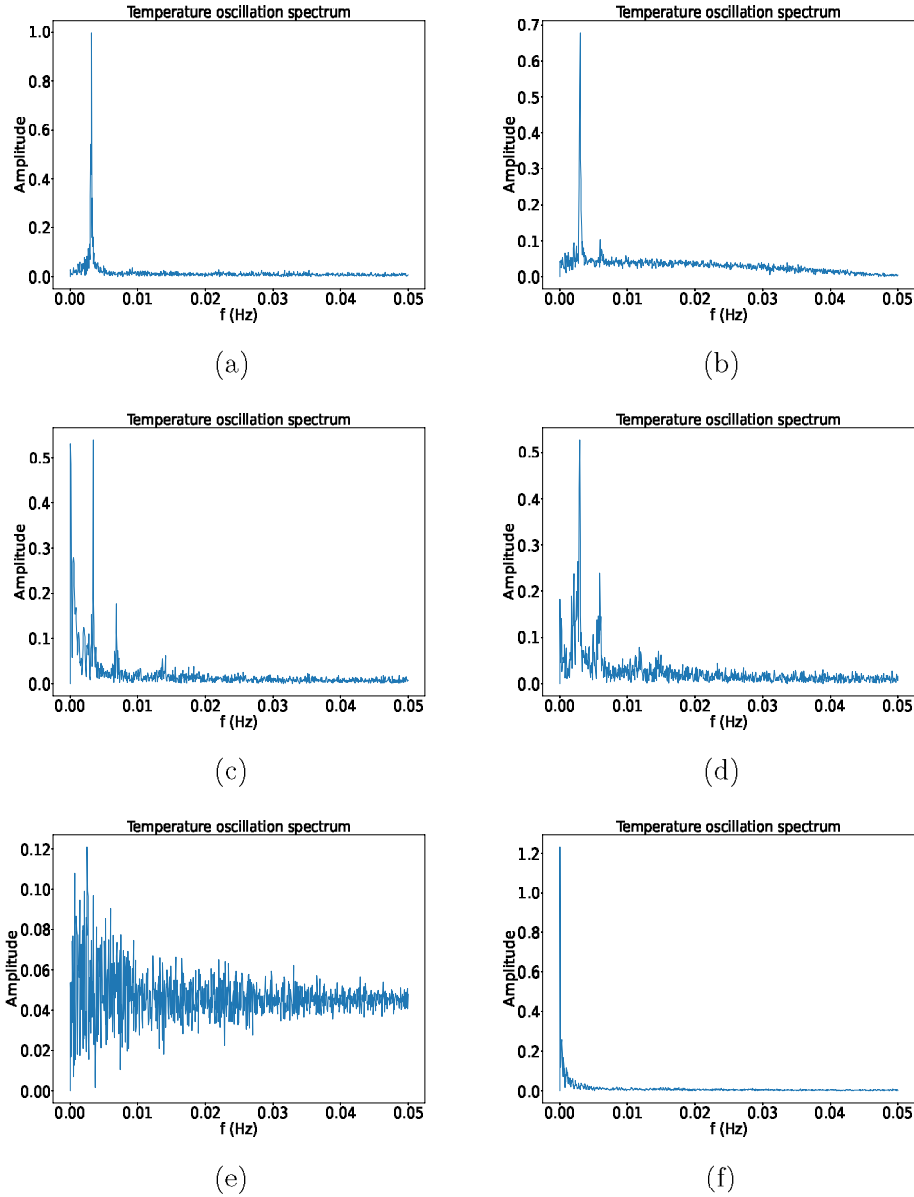 Temperature oscillation spectrum
1.0
0.8
0.6
0.4
0.2
0.0
Amplitude
0.00 0.01 0.02 0.03 0.04 0.05
f (Hz)
(a)
Temperature oscillation spectrum
0.7
0.6
0.5
0.4
0.3
0.2
0.1
0.0
Amplitude
0.00 0.01 0.02 0.03 0.04 0.05
f (Hz)
(b)
Temperature oscillation spectrum
0.5
0.4
0.3
0.2
0.1
0.0
Amplitude
0.00 0.01 0.02 0.03 0.04 0.05
f (Hz)
(c)
Temperature oscillation spectrum
0.5
0.4
0.3
0.2
0.1
0.0
Amplitude
0.00 0.01 0.02 0.03 0.04 0.05
f (Hz)
(d)
Temperature oscillation spectrum
0.12
0.10
0.08
0.06
0.04
0.02
0.00
Amplitude
0.00 0.01 0.02 0.03 0.04 0.05
f (Hz)
(e)
Temperature oscillation spectrum
1.2
1.0
0.8
0.6
0.4
0.2
0.0
Amplitude
0.00 0.01 0.02 0.03 0.04 0.05
f (Hz)
(f)